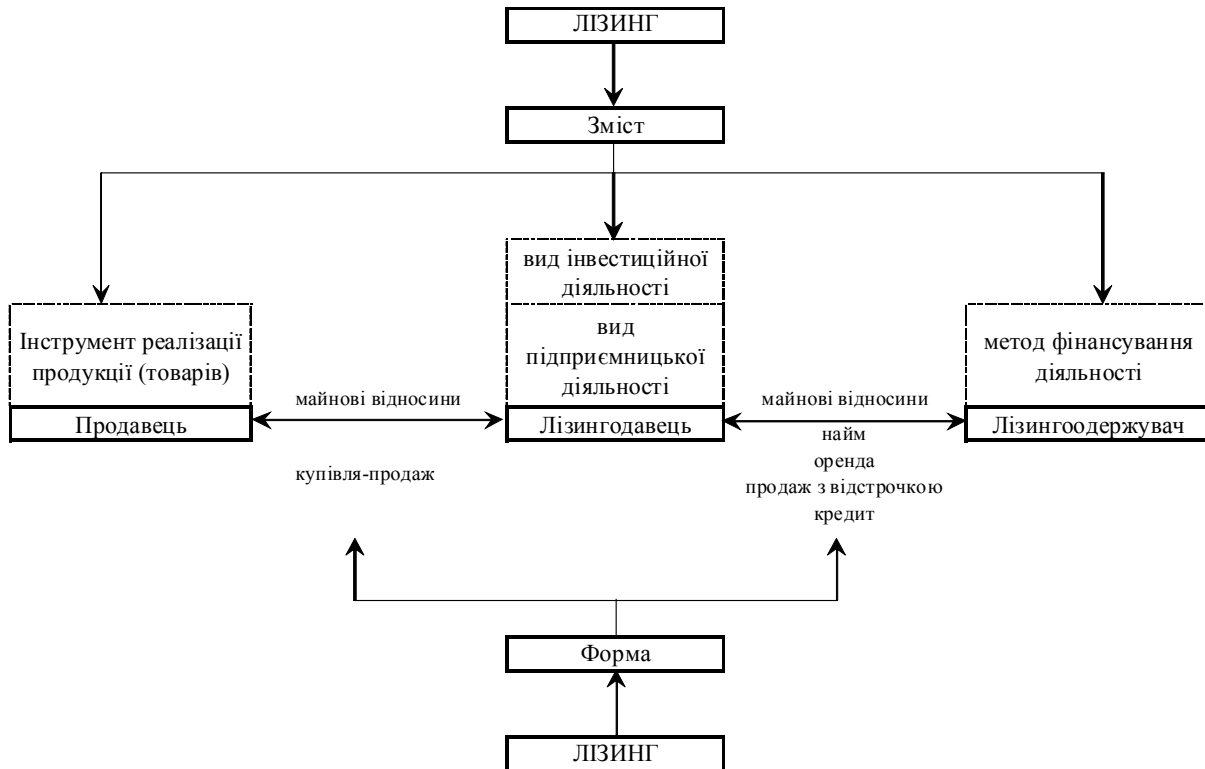 ЛІЗИНГ
Зміст
вид інвестиційної
діяльності
Інструмент реалізації
продукції (товарів)
вид
підприємницької
діяльності
метод фінансування
діяльності
майнові відносини
майнові відносини
Продавець
Лізингодавець
Лізингоодержувач
купівля-продаж
найм
оренда
продаж з відстрочкою
кредит
Форма
ЛІЗИНГ